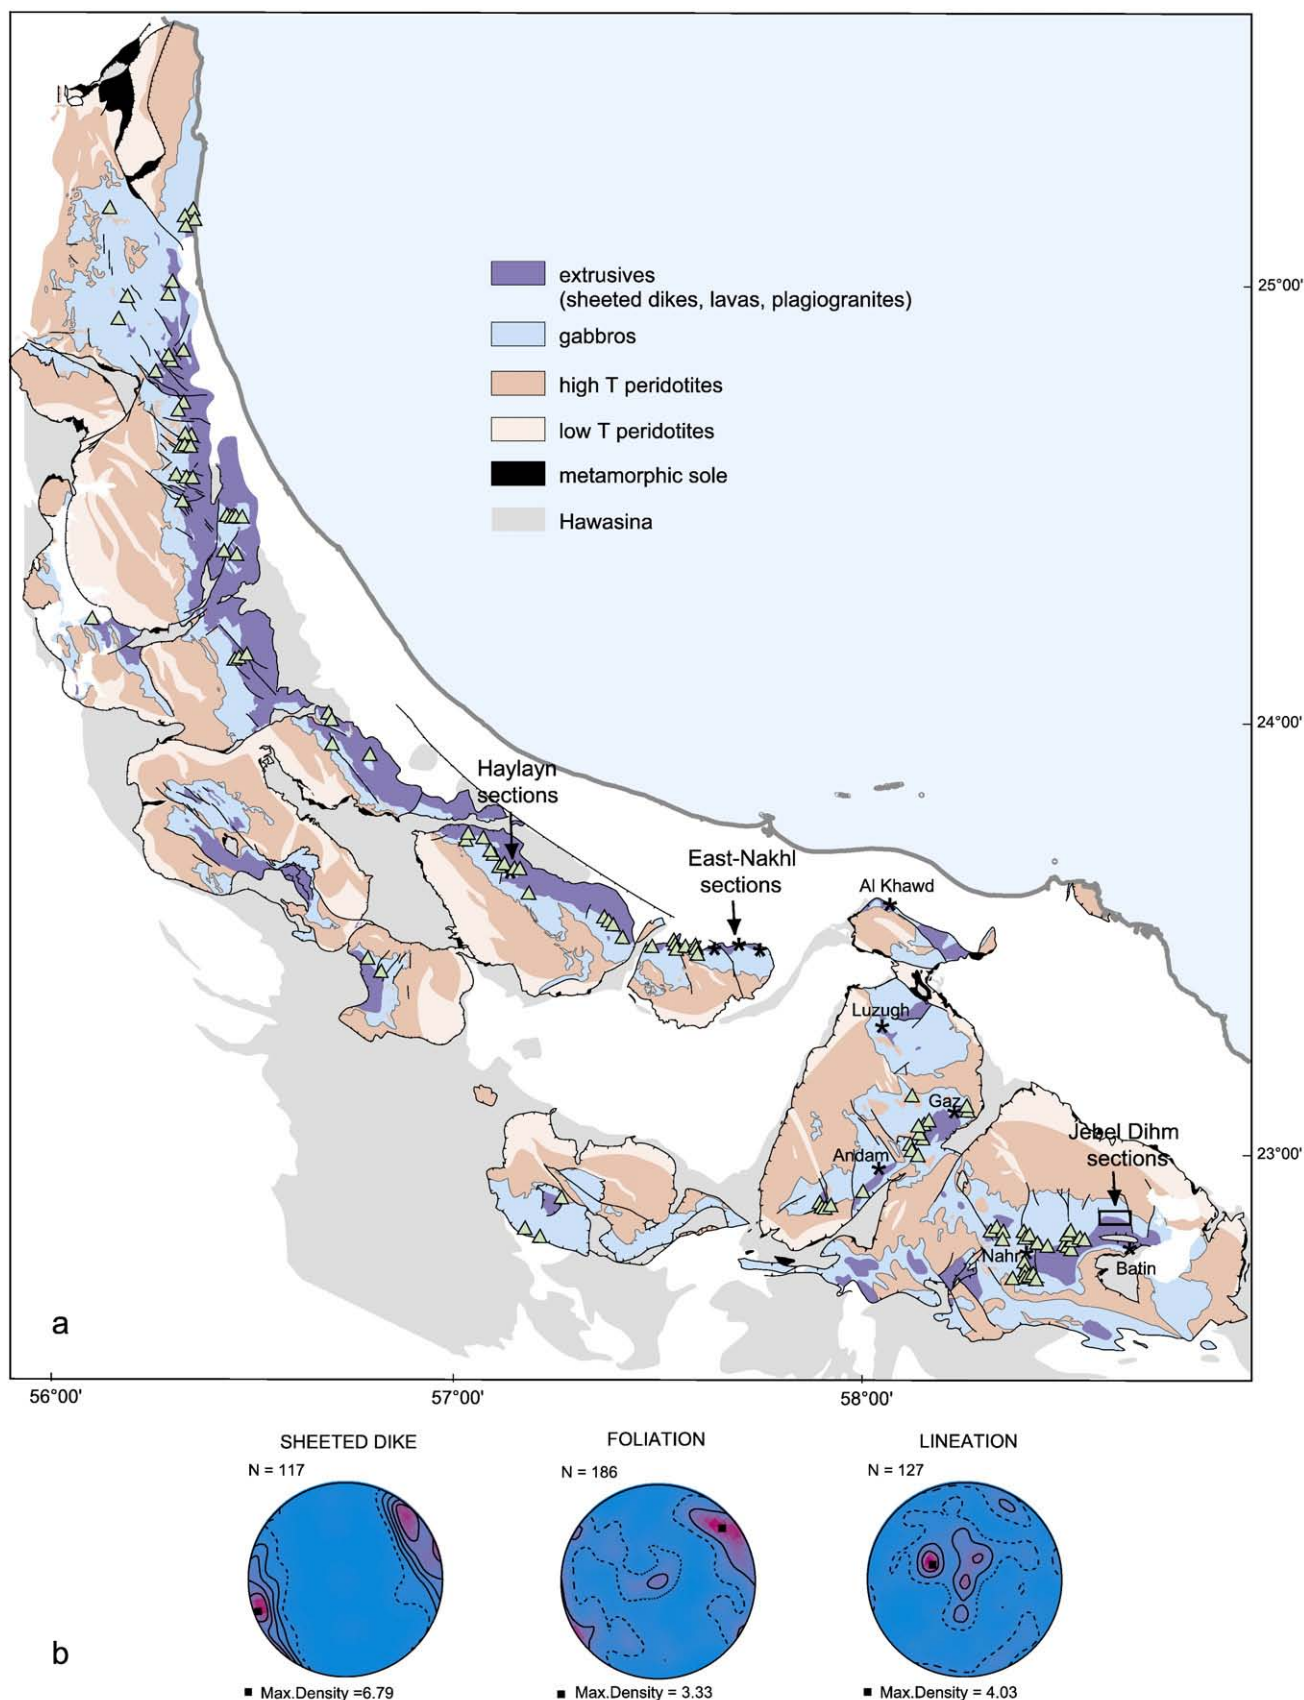 extrusives
(sheeted dikes, lavas, plagiogranites)
gabbros
high T peridotites
low T peridotites
metamorphic sole
Hawasina
25°00'
24°00'
23°00'
Haylayn
sections
East-Nakhl
sections
Al Khawd
Luzugh
Gaz
Andam
Jebel Dihm
sections
Nahr
Batin
a
56°00'
57°00'
58°00'
SHEETED DIKE
FOLIATION
LINEATION
N = 117
N = 186
N = 127
b
Max.Density =6.79
Max.Density = 3.33
Max.Density = 4.03